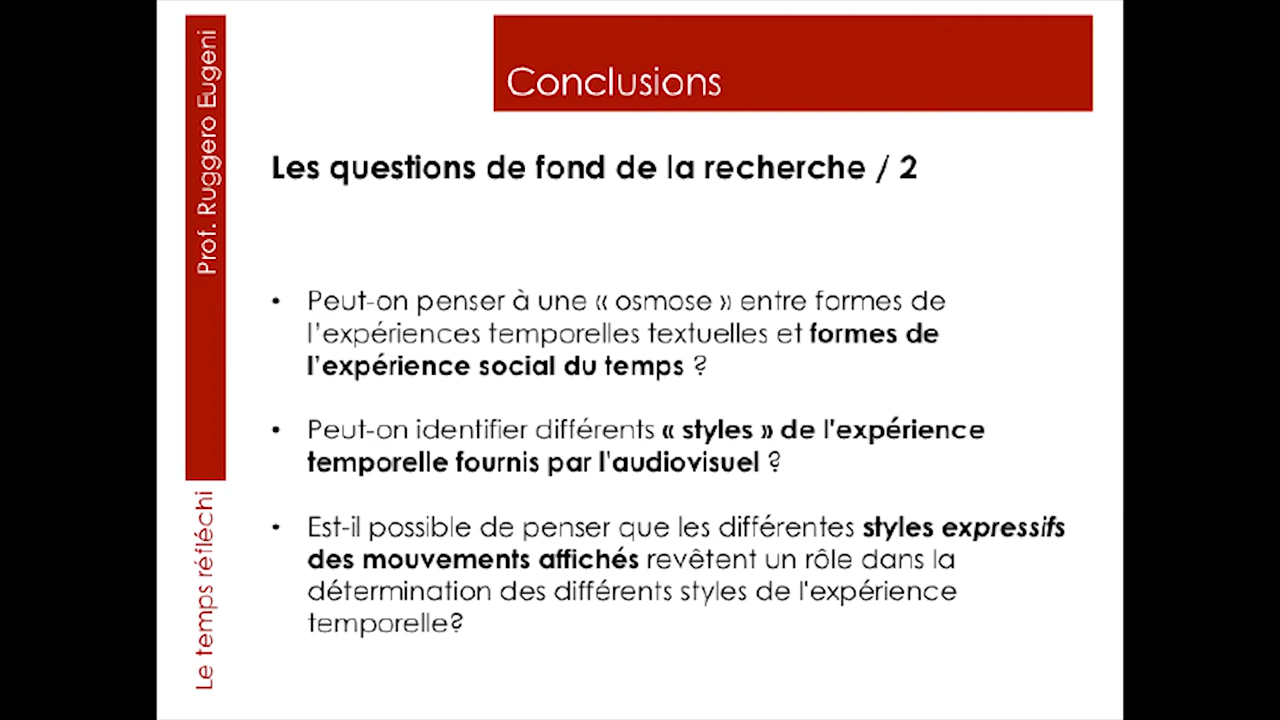 Prof. Ruggero Eugeni
Le temps réfléchi
Conclusions
Les questions de fond de la recherche / 2
• Peut-on penser à une « osmose » entre formes de
l'expériences temporelles textuelles et formes de
l'expérience social du temps ?
• Peut-on identifier différents « styles » de l'expérience
temporelle fournis par l'audiovisuel ?
• Est-il possible de penser que les différentes styles expressifs
des mouvements affichés revêtent un rôle dans la
détermination des différents styles de l'expérience
temporelle?